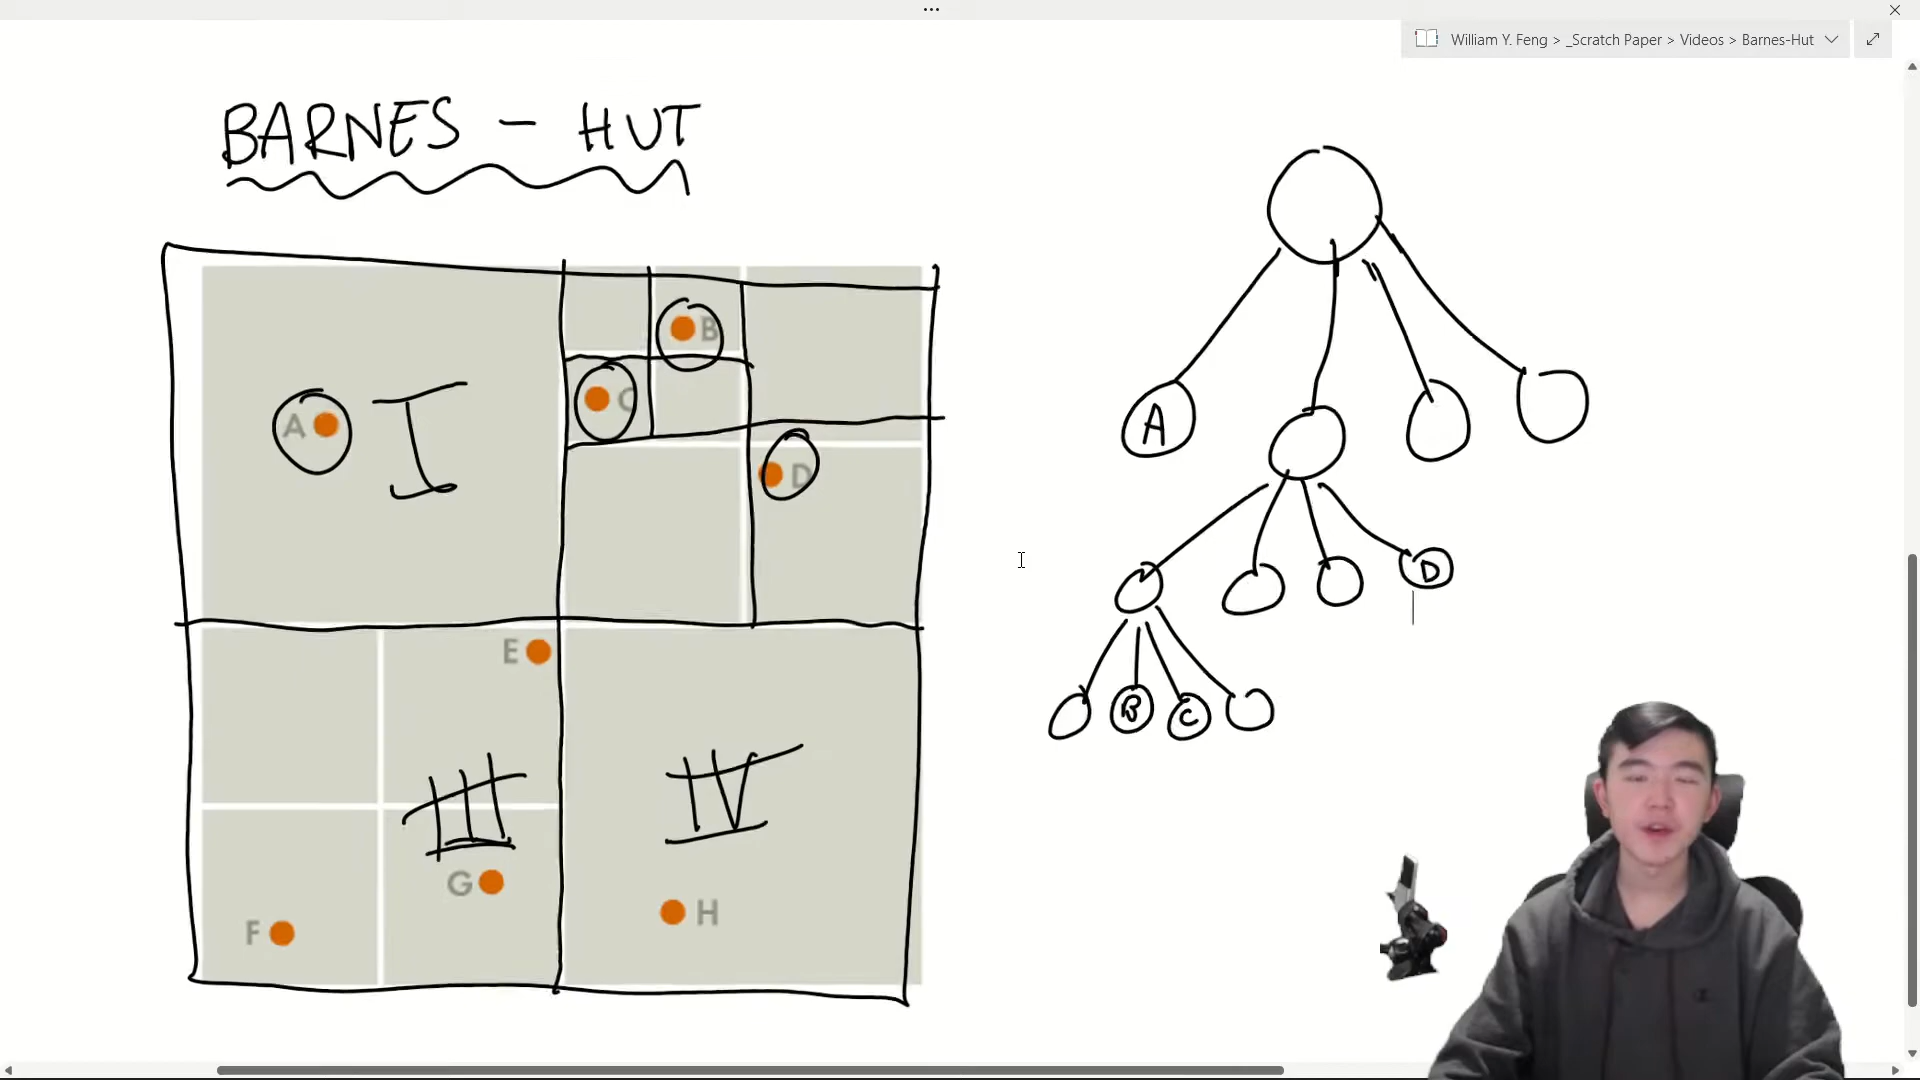 ...
William Y. Feng > _Scratch Paper > Videos > Barnes-Hut
BARNES - HUT
B
C
A
I
D
E
III
IV
G
H
F
A
D
B
C